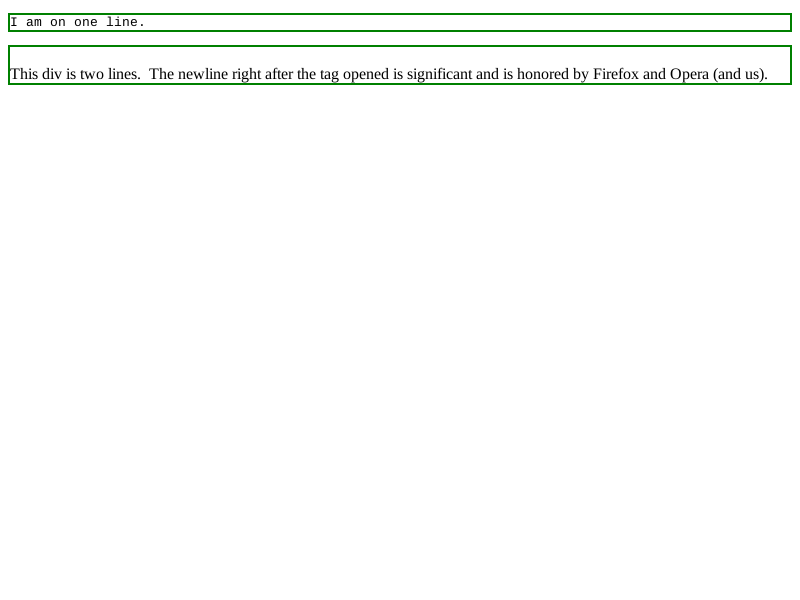 I am on one line.
This div is two lines.  The newline right after the tag opened is significant and is honored by Firefox and Opera (and us).